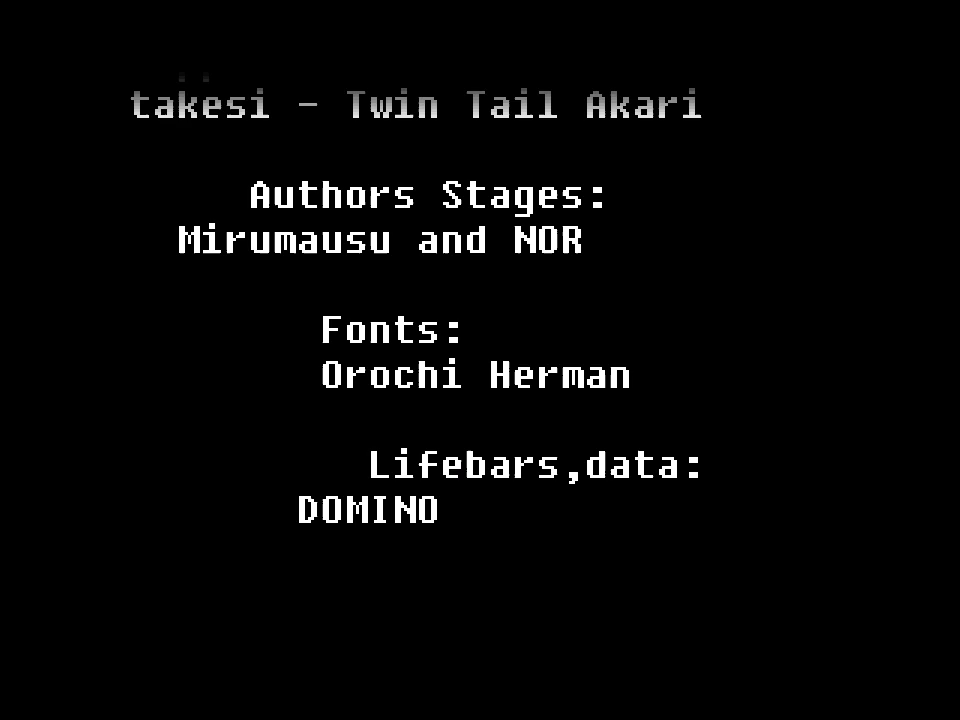 takesi - Twin Tail Akari
Authors Stages:
Mirumausu and NOR
Fonts:
Orochi Herman
Lifebars,data:
DOMINO